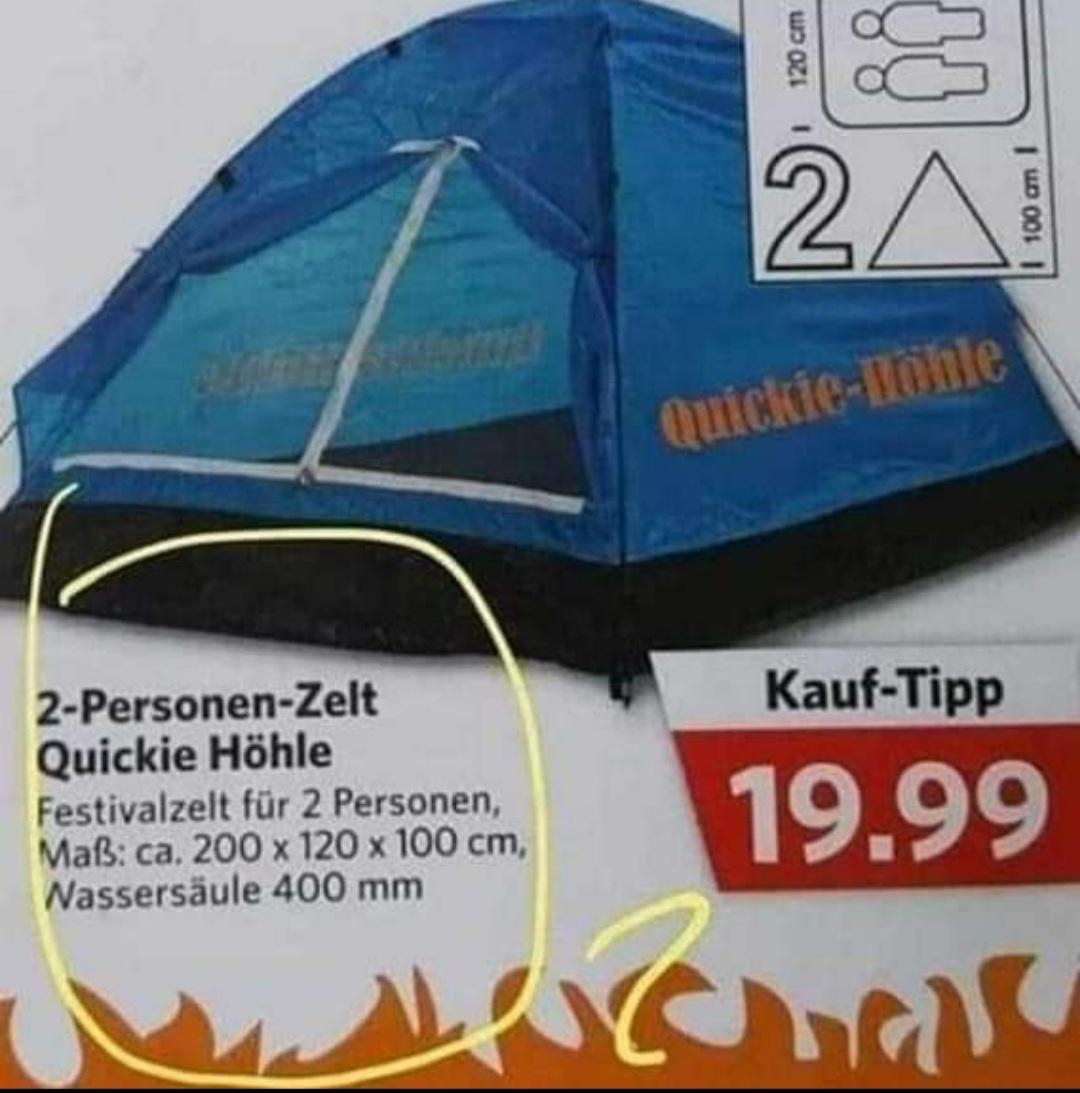 120 cm
2
100 cm
Quickie-Höhle
2-Personen-Zelt
Quickie Höhle
Festivalzelt für 2 Personen,
Maß: ca. 200 x 120 x 100 cm,
Wassersäule 400 mm
Kauf-Tipp
19.99
?